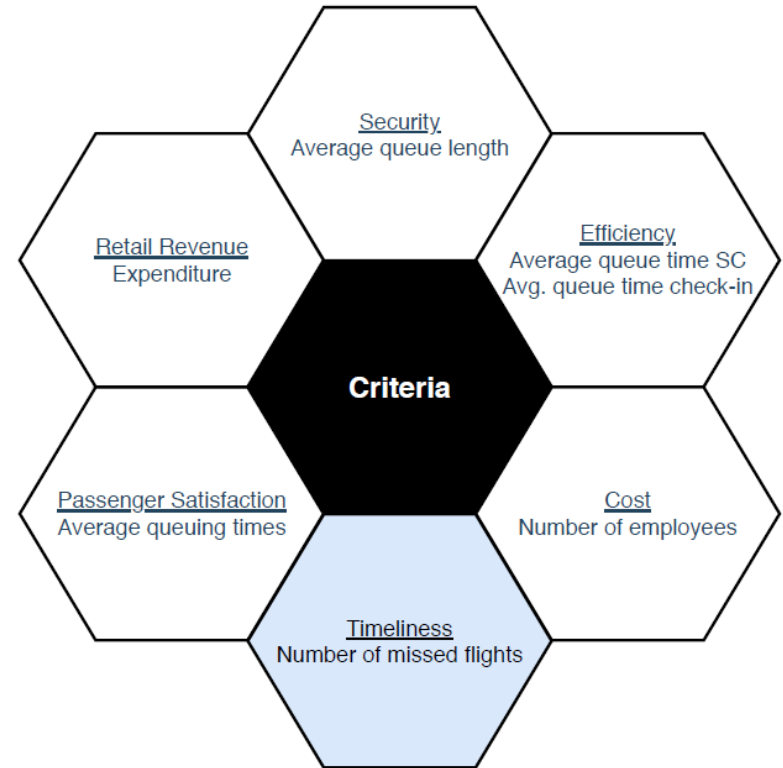 Security
Average queue length
Retail Revenue
Expenditure
Efficiency
Average queue time SC
Avg. queue time check-in
Criteria
Passenger Satisfaction
Average queuing times
Cost
Number of employees
Timeliness
Number of missed flights